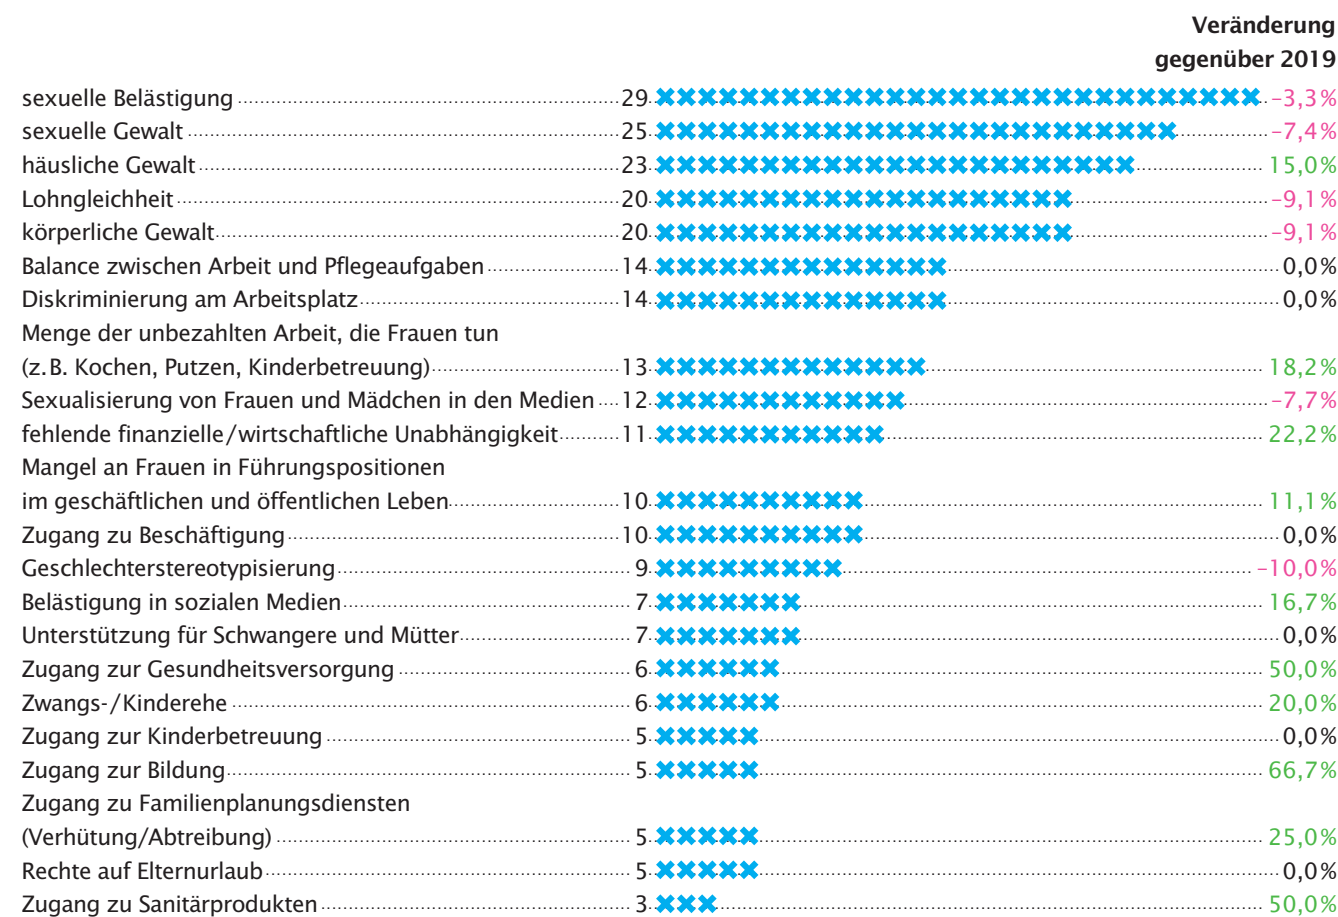 Veränderung
gegenüber 2019
sexuelle Belästigung 29 –3,3%
sexuelle Gewalt 25 –7,4%
häusliche Gewalt 23 15,0%
Lohngleichheit 20 –9,1%
körperliche Gewalt 20 –9,1%
Balance zwischen Arbeit und Pflegeaufgaben 14 0,0%
Diskriminierung am Arbeitsplatz 14 0,0%
Menge der unbezahlten Arbeit, die Frauen tun
(z.B. Kochen, Putzen, Kinderbetreuung) 13 18,2%
Sexualisierung von Frauen und Mädchen in den Medien 12 –7,7%
fehlende finanzielle/wirtschaftliche Unabhängigkeit 11 22,2%
Mangel an Frauen in Führungspositionen
im geschäftlichen und öffentlichen Leben 10 11,1%
Zugang zu Beschäftigung 10 0,0%
Geschlechterstereotypisierung 9 –10,0%
Belästigung in sozialen Medien 7 16,7%
Unterstützung für Schwangere und Mütter 7 0,0%
Zugang zur Gesundheitsversorgung 6 50,0%
Zwangs-/Kinderehe 6 20,0%
Zugang zur Kinderbetreuung 5 0,0%
Zugang zur Bildung 5 66,7%
Zugang zu Familienplanungsdiensten
(Verhütung/Abtreibung) 5 25,0%
Rechte auf Elternurlaub 5 0,0%
Zugang zu Sanitärprodukten 3 50,0%